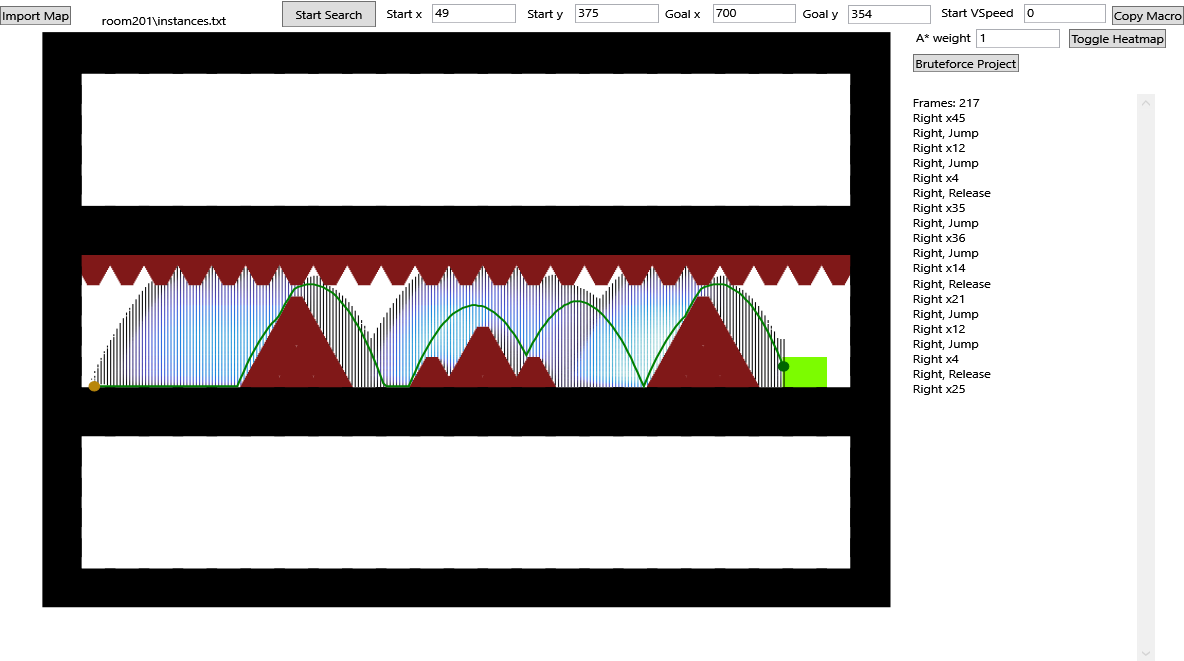 Import Map
room201\instances.txt
Start Search
Start x 49
Start y 375
Goal x 700
Goal y 354
Start VSpeed 0
Copy Macro
A* weight 1
Toggle Heatmap
Bruteforce Project
Frames: 217
Right x45
Right, Jump
Right x12
Right, Jump
Right x4
Right, Release
Right x35
Right, Jump
Right x36
Right, Jump
Right x14
Right, Release
Right x21
Right, Jump
Right x12
Right, Jump
Right x4
Right, Release
Right x25